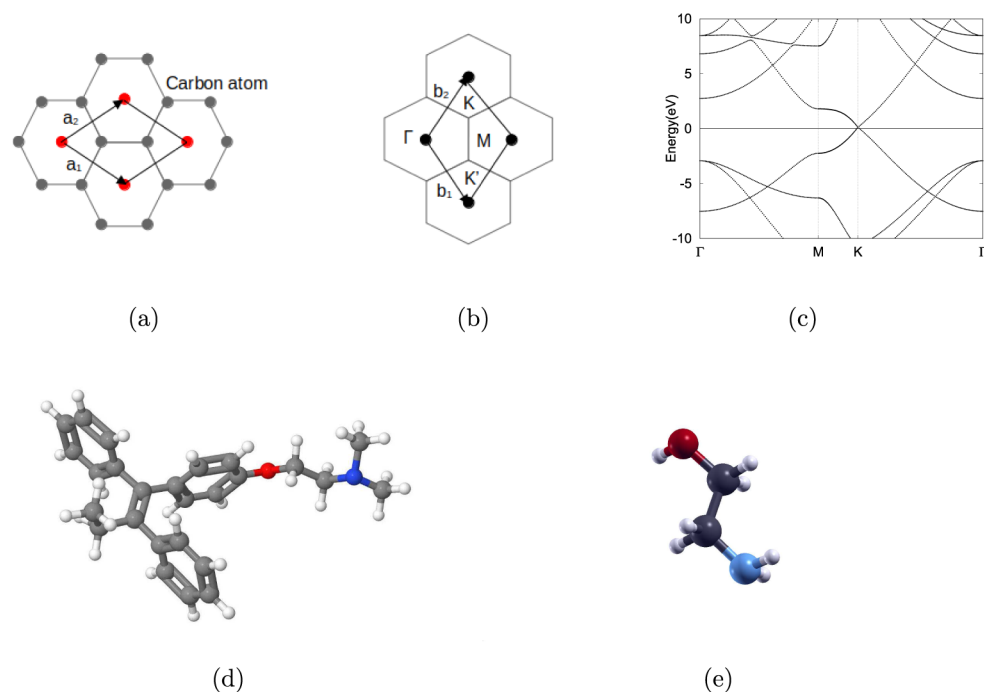 Carbon atom
a₂
a₁
(a)
b₂
K
Γ
M
K'
b₁
(b)
10
5
0
-5
-10
Energy(eV)
Γ
M
K
Γ
(c)
(d)
(e)